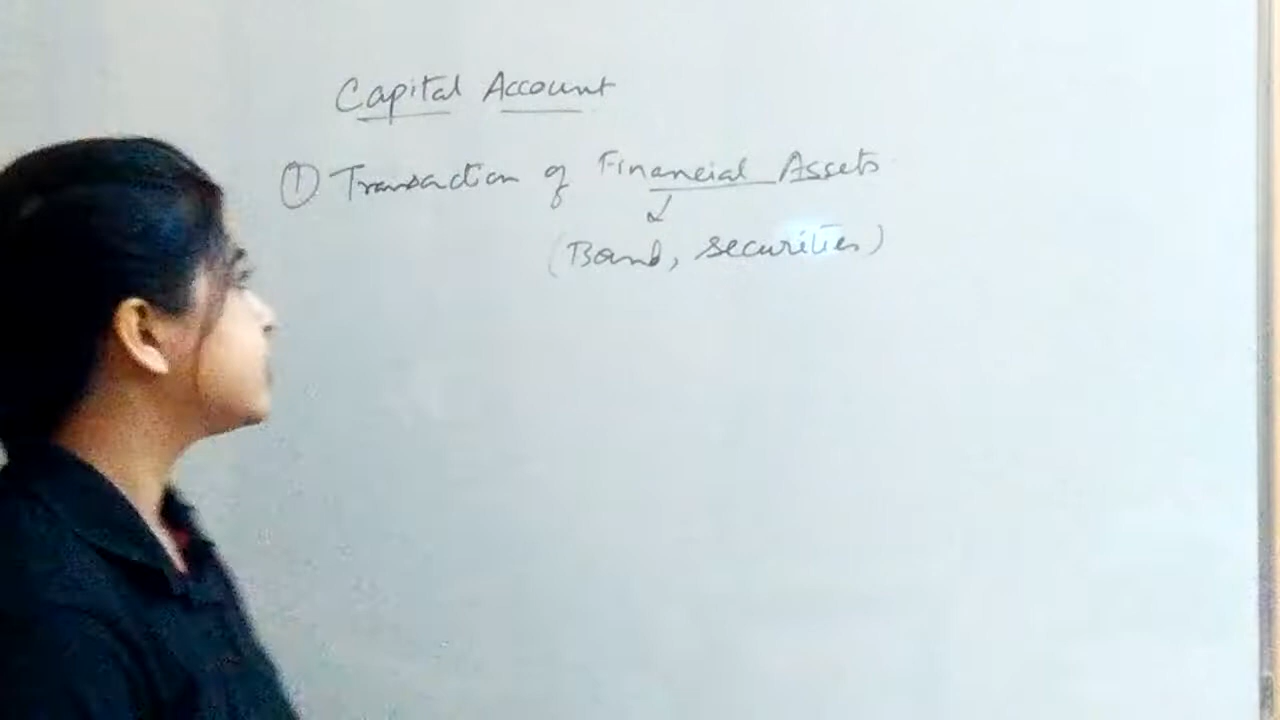 Capital Account
① Transaction of Financial Assets
(Bond, securities)